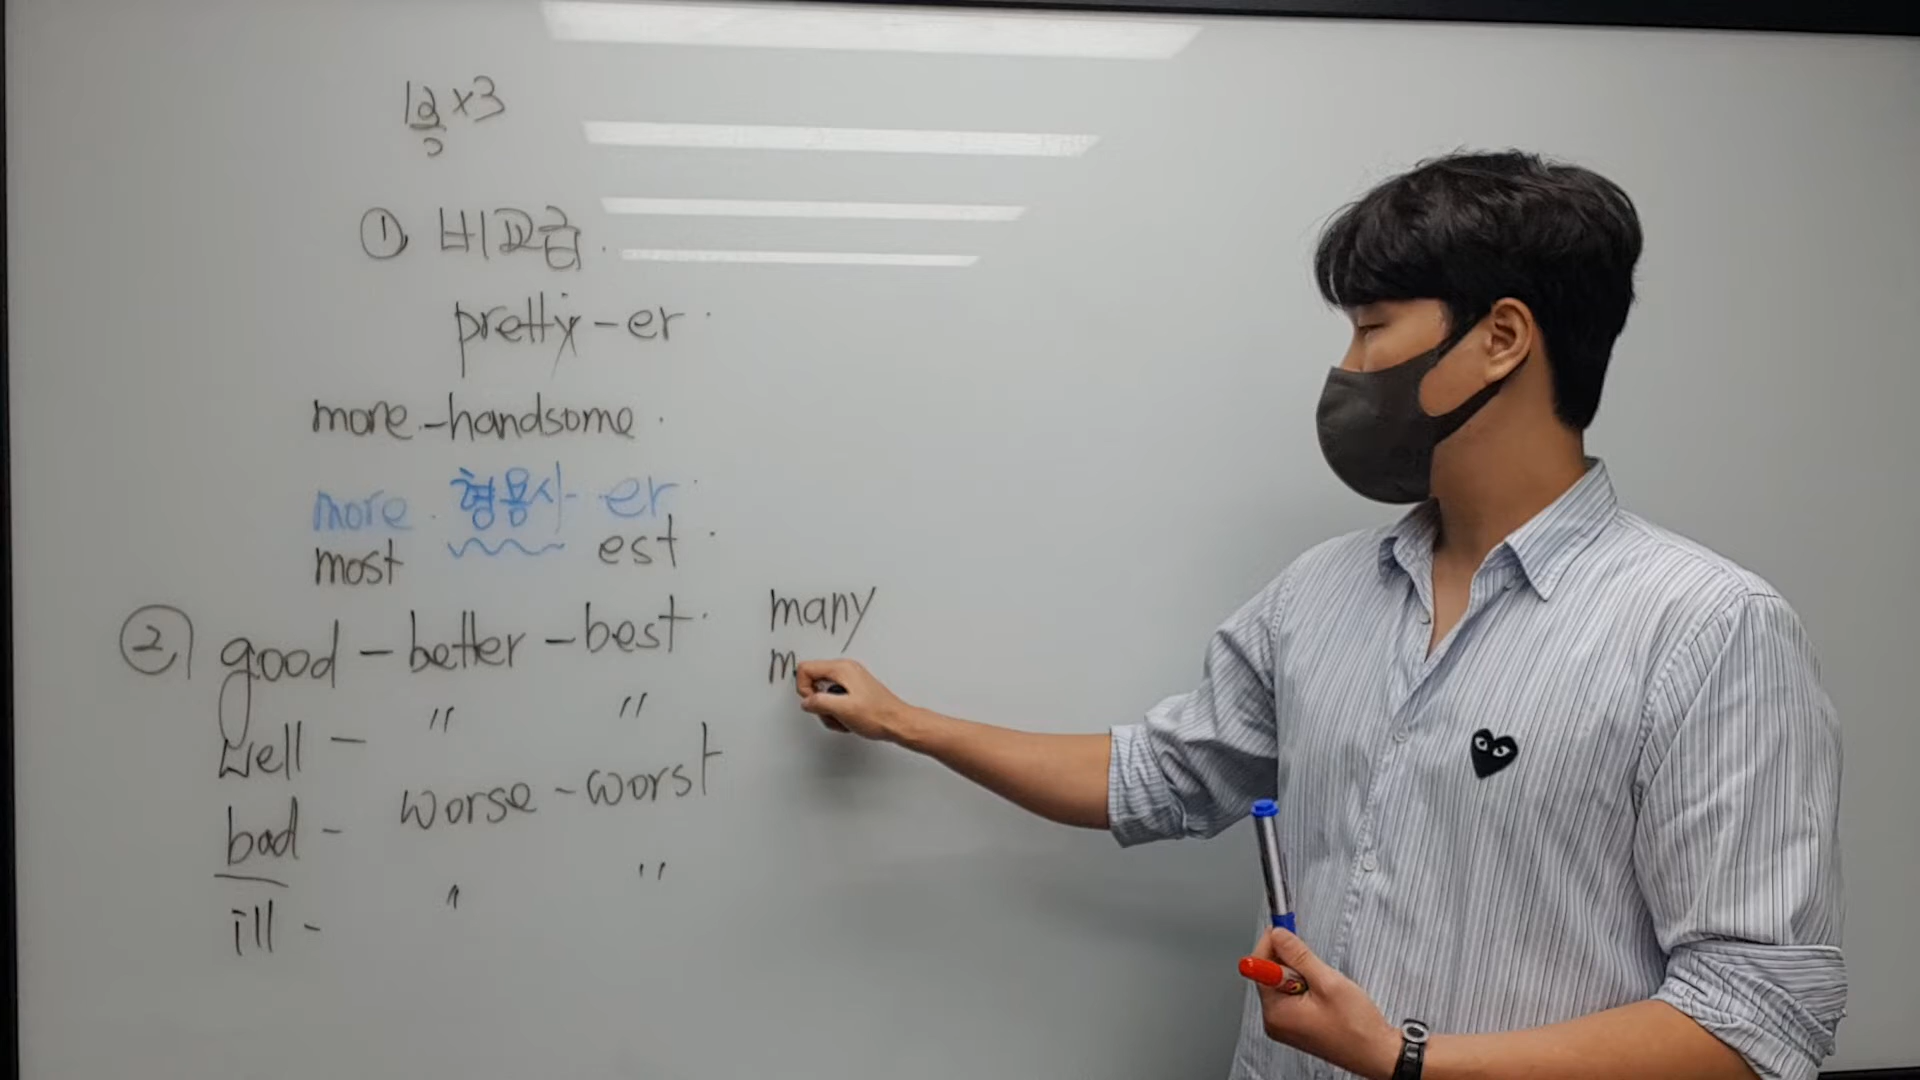 12 x3
① 비교급.
pretty - er.
more - handsome.
more 형용사 er
most est
② good - better - best. many
m
well - " "
bad - worse - worst
ill - " "